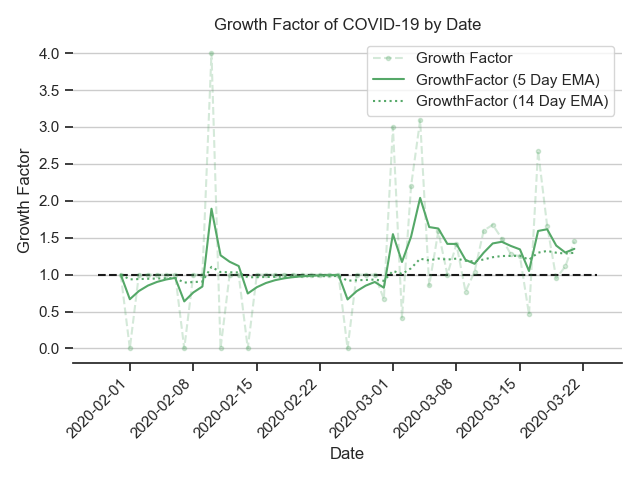 Growth Factor of COVID-19 by Date
Growth Factor
GrowthFactor (5 Day EMA)
GrowthFactor (14 Day EMA)
Growth Factor
4.0
3.5
3.0
2.5
2.0
1.5
1.0
0.5
0.0
2020-02-01
2020-02-08
2020-02-15
2020-02-22
2020-03-01
2020-03-08
2020-03-15
2020-03-22
Date